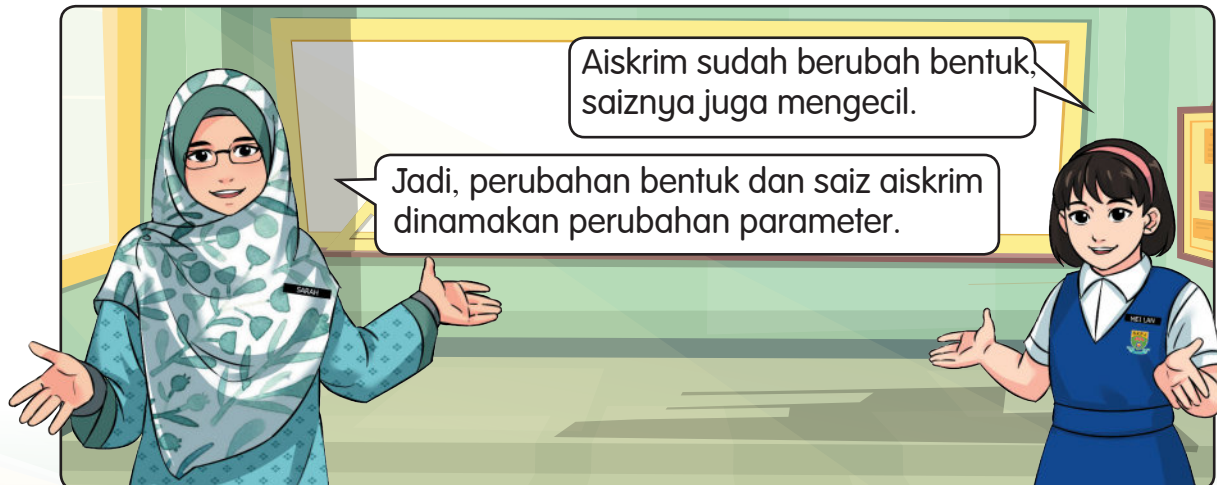 Aiskrim sudah berubah bentuk,
saiznya juga mengecil.
Jadi, perubahan bentuk dan saiz aiskrim
dinamakan perubahan parameter.
SARAH
MEI LAN